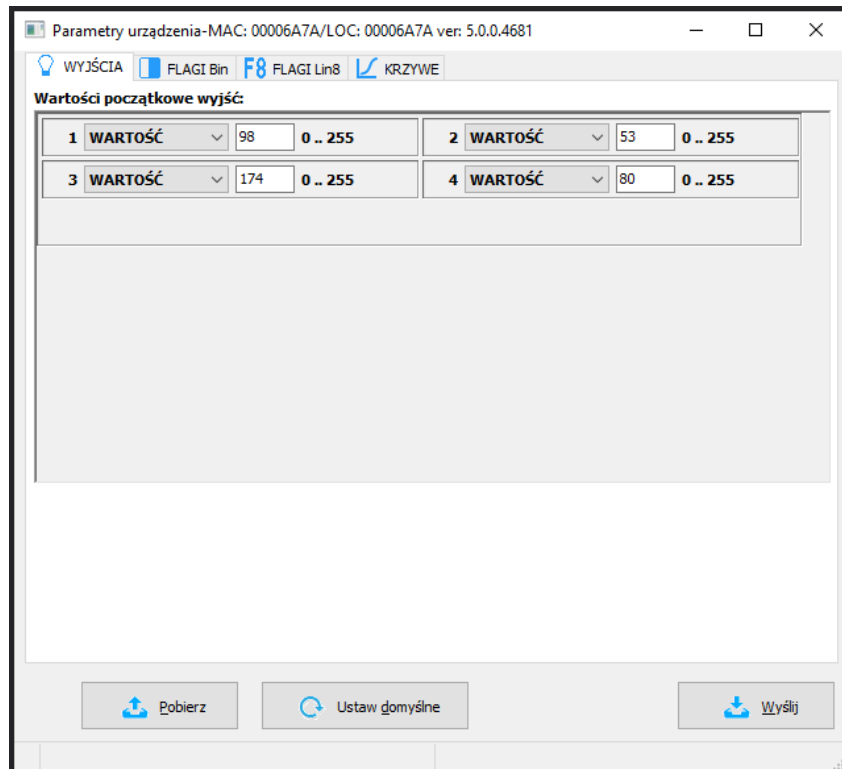 Parametry urządzenia-MAC: 00006A7A/LOC: 00006A7A ver: 5.0.0.4681
WYJŚCIA FLAGI Bin F8 FLAGI Lin8 KRZYWE
Wartości początkowe wyjść:
1 WARTOŚĆ 98 0 .. 255 2 WARTOŚĆ 53 0 .. 255
3 WARTOŚĆ 174 0 .. 255 4 WARTOŚĆ 80 0 .. 255
Pobierz Ustaw domyślne Wyślij